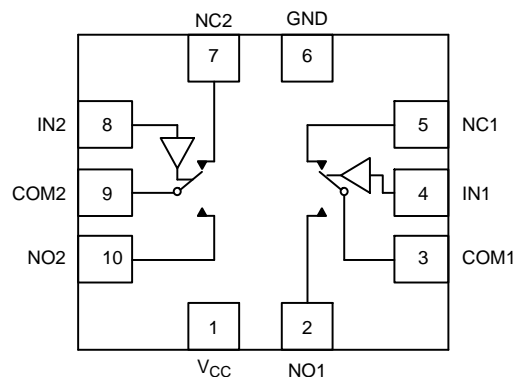 NC2 GND
7 6
IN2 8 5 NC1
COM2 9 4 IN1
NO2 10 3 COM1
1 2
VCC NO1